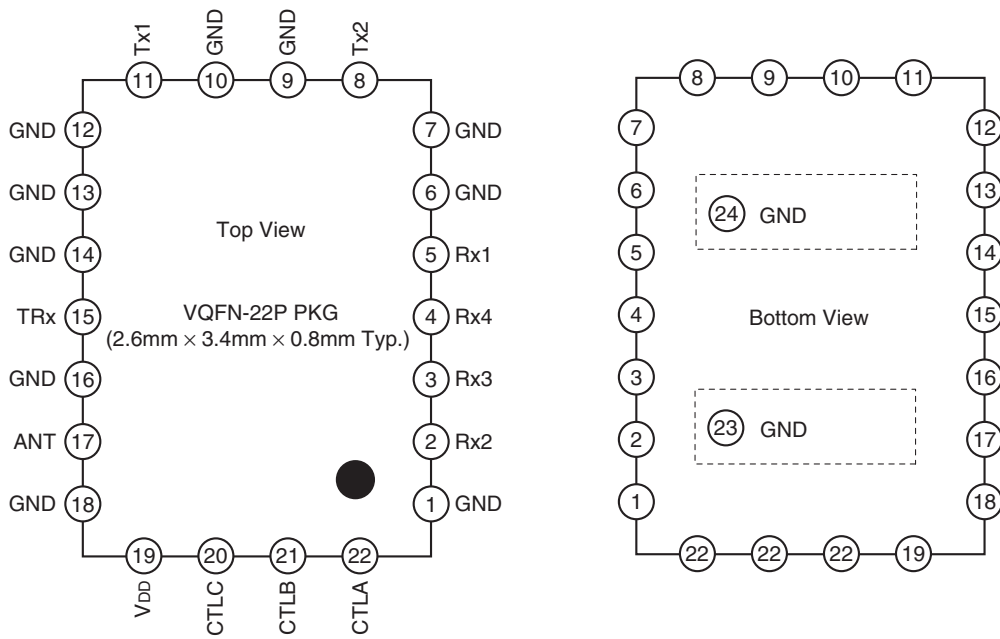 Tx1 GND GND Tx2
11 10 9 8
GND 12 7 GND
GND 13 6 GND
Top View
GND 14 5 Rx1
TRx 15 4 Rx4
VQFN-22P PKG
(2.6mm × 3.4mm × 0.8mm Typ.)
GND 16 3 Rx3
ANT 17 2 Rx2
GND 18 1 GND
19 20 21 22
VDD CTLC CTLB CTLA
8 9 10 11
7 12
6 13
24 GND
5 14
4 15
Bottom View
3 16
23 GND
2 17
1 18
22 22 22 19